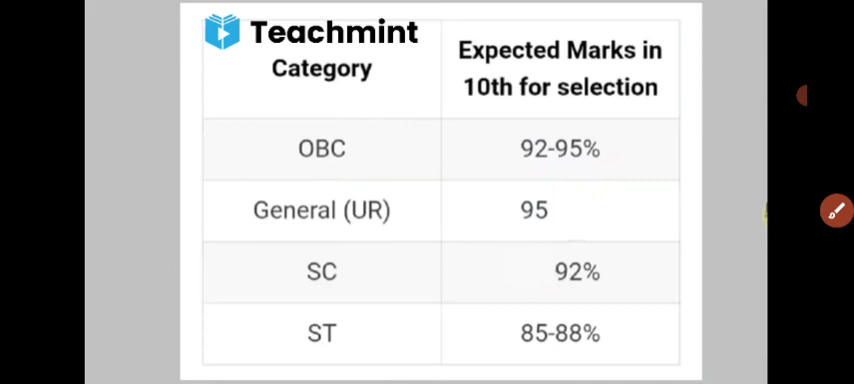 Teachmint
Category
Expected Marks in
10th for selection
OBC
92-95%
General (UR)
95
SC
92%
ST
85-88%